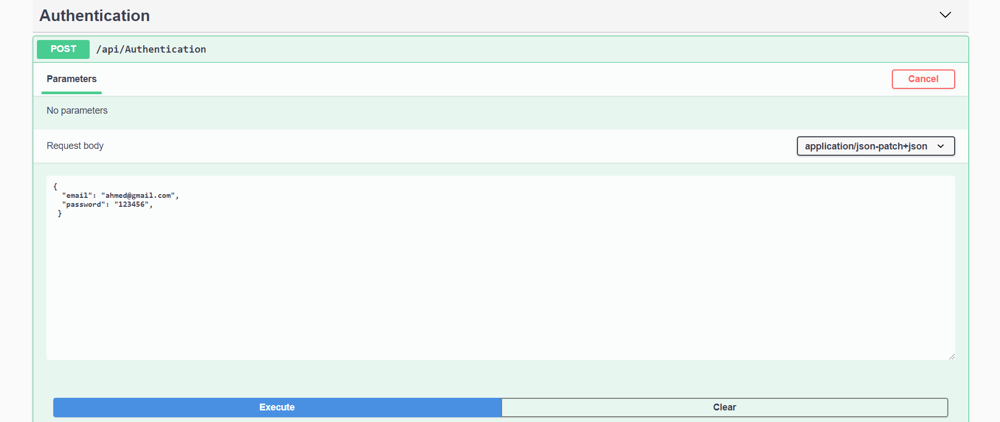 Authentication
POST /api/Authentication
Parameters
Cancel
No parameters
Request body
application/json-patch+json
{
  "email": "ahmed@gmail.com",
  "password": "123456",
 }
Execute
Clear